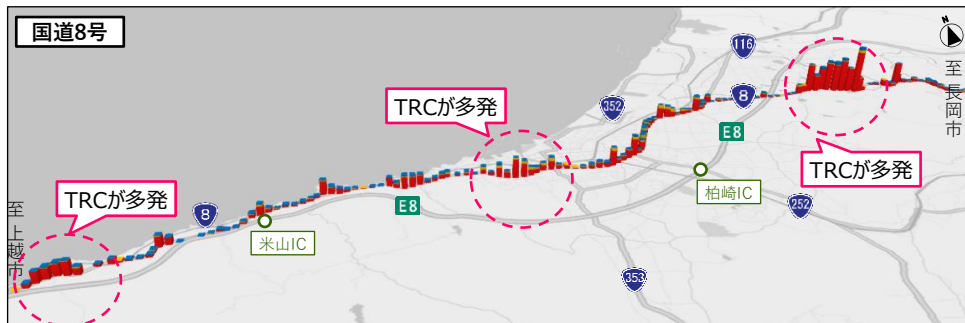 国道8号
116
至 長岡市
TRCが多発
352
8
E8
TRCが多発
TRCが多発
柏崎IC
至 上越市
8
E8
252
米山IC
353